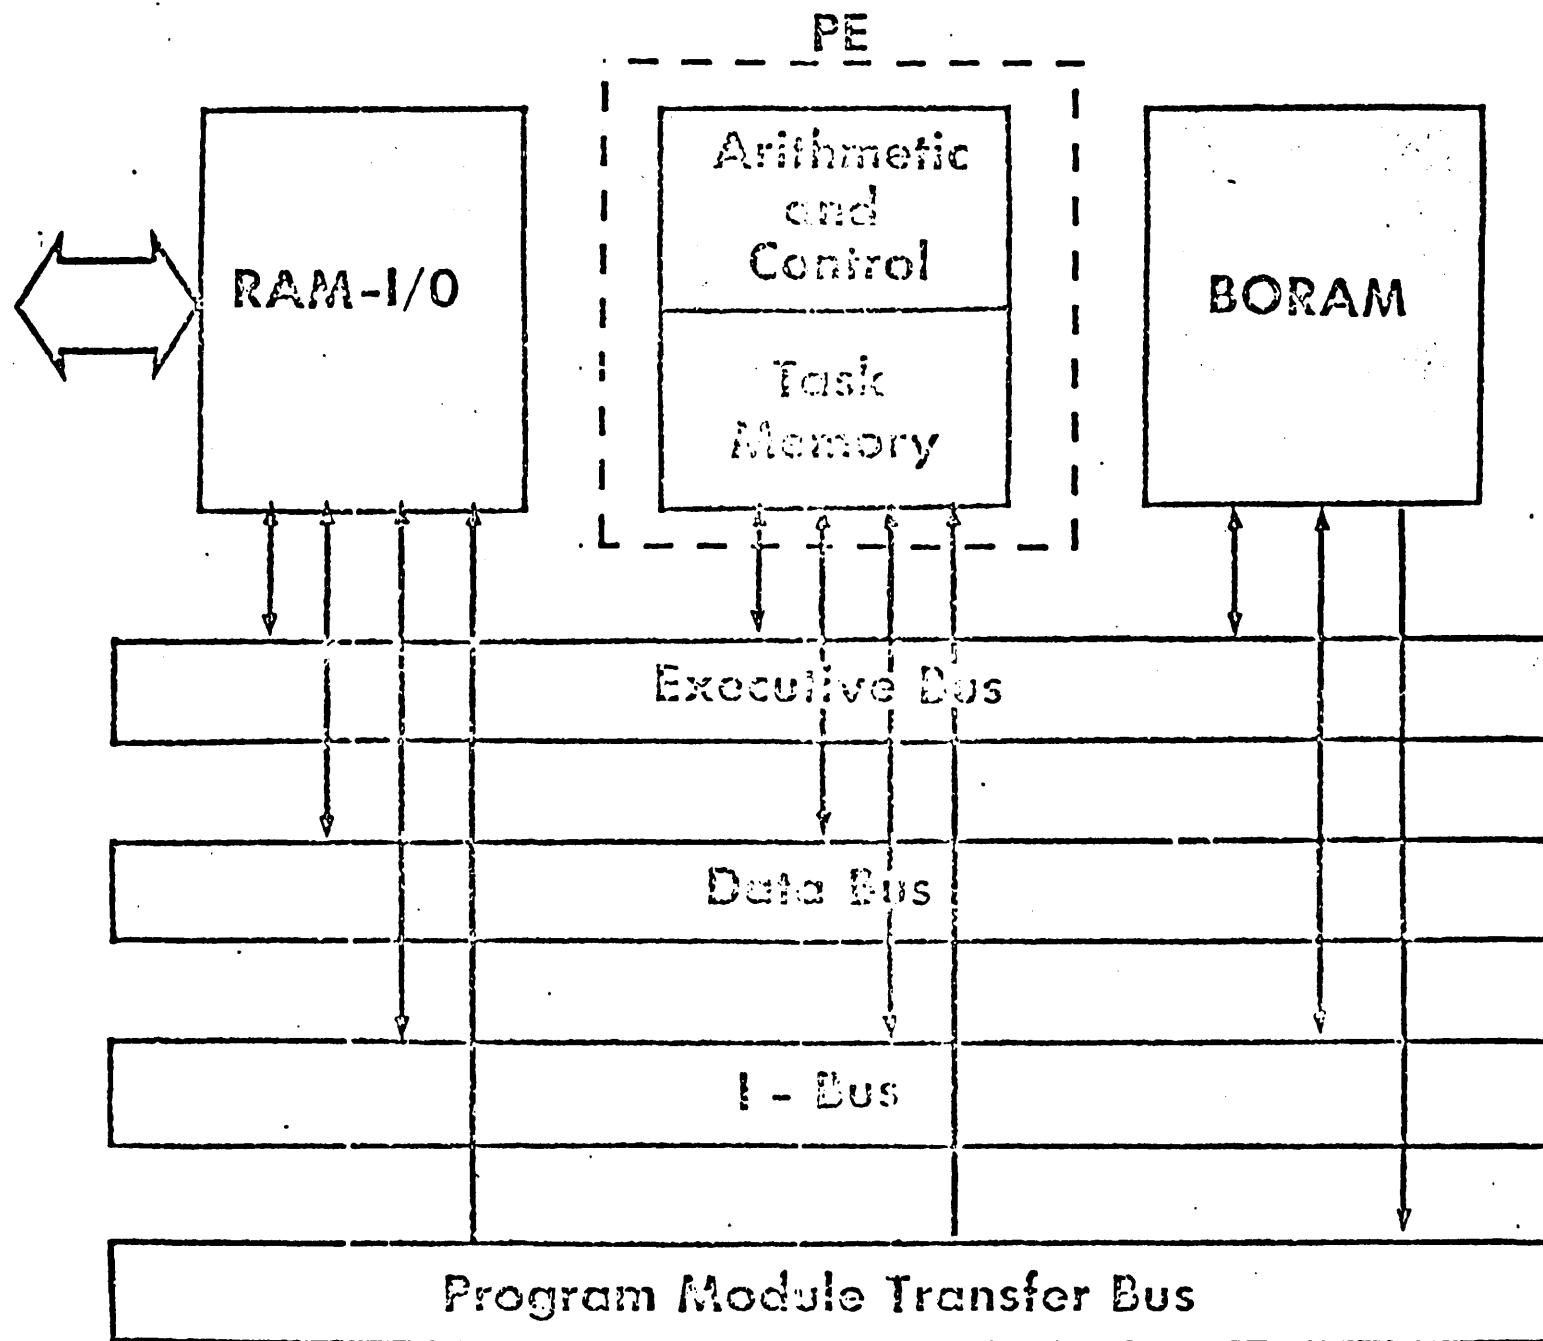 PE
Arithmetic
and
Control
RAM-I/O
BORAM
Task
Memory
Executive Bus
Data Bus
I - Bus
Program Module Transfer Bus